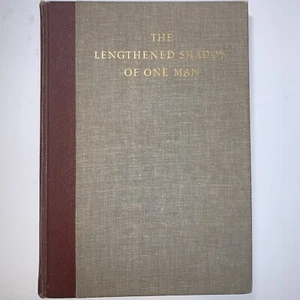 THE
LENGTHENED SHADOW
OF ONE MAN